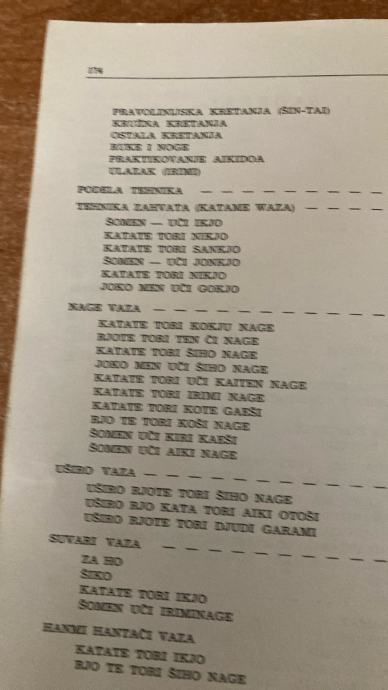 174
PRAVOLINIJSKA KRETANJA (ŠIN-TAI)
KRUŽNA KRETANJA
OSTALA KRETANJA
RUKE I NOGE
PRAKTIKOVANJE AIKIDOA
ULAZAK (IRIMI)
PODELA TEHNIKA — — — — — — — —
TEHNIKA ZAHVATA (KATAME WAZA) — — — —
ŠOMEN — UČI IKJO
KATATE TORI NIKJO
KATATE TORI SANKJO
ŠOMEN — UČI JONKJO
KATATE TORI NIKJO
JOKO MEN UČI GOKJO
NAGE VAZA — — — — — — — — — —
KATATE TORI KOKJU NAGE
RJOTE TORI TEN ČI NAGE
KATATE TORI ŠIHO NAGE
JOKO MEN UČI ŠIHO NAGE
KATATE TORI UČI KAITEN NAGE
KATATE TORI IRIMI NAGE
KATATE TORI KOTE GAEŠI
RJO TE TORI KOŠI NAGE
ŠOMEN UČI KIRI KAEŠI
ŠOMEN UČI AIKI NAGE
UŠIRO VAZA — — — — — — — — — —
UŠIRO RJOTE TORI ŠIHO NAGE
UŠIRO RJO KATA TORI AIKI OTOŠI
UŠIRO RJOTE TORI DJUDI GARAMI
SUVARI VAZA — — — — — — — — —
ZA HO
ŠIKO
KATATE TORI IKJO
ŠOMEN UČI IRIMINAGE
HANMI HANTAČI VAZA
KATATE TORI IKJO
RJO TE TORI ŠIHO NAGE